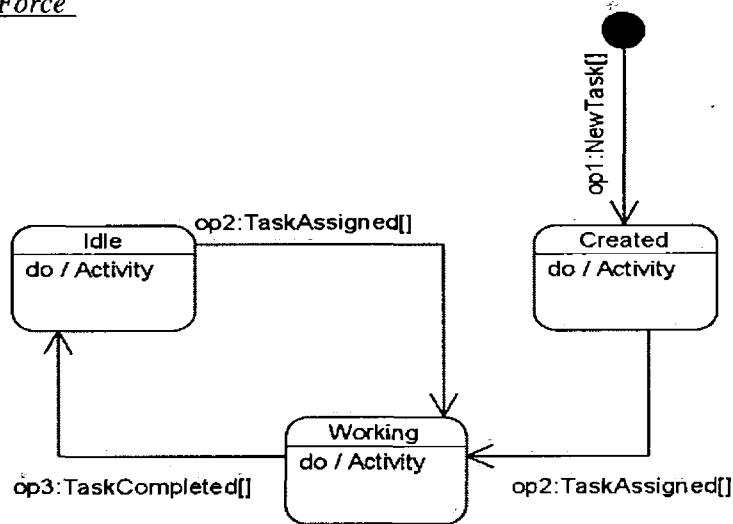 Force
op1:NewTask[]
op2:TaskAssigned[]
Idle
do / Activity
Created
do / Activity
Working
do / Activity
op3:TaskCompleted[]
op2:TaskAssigned[]